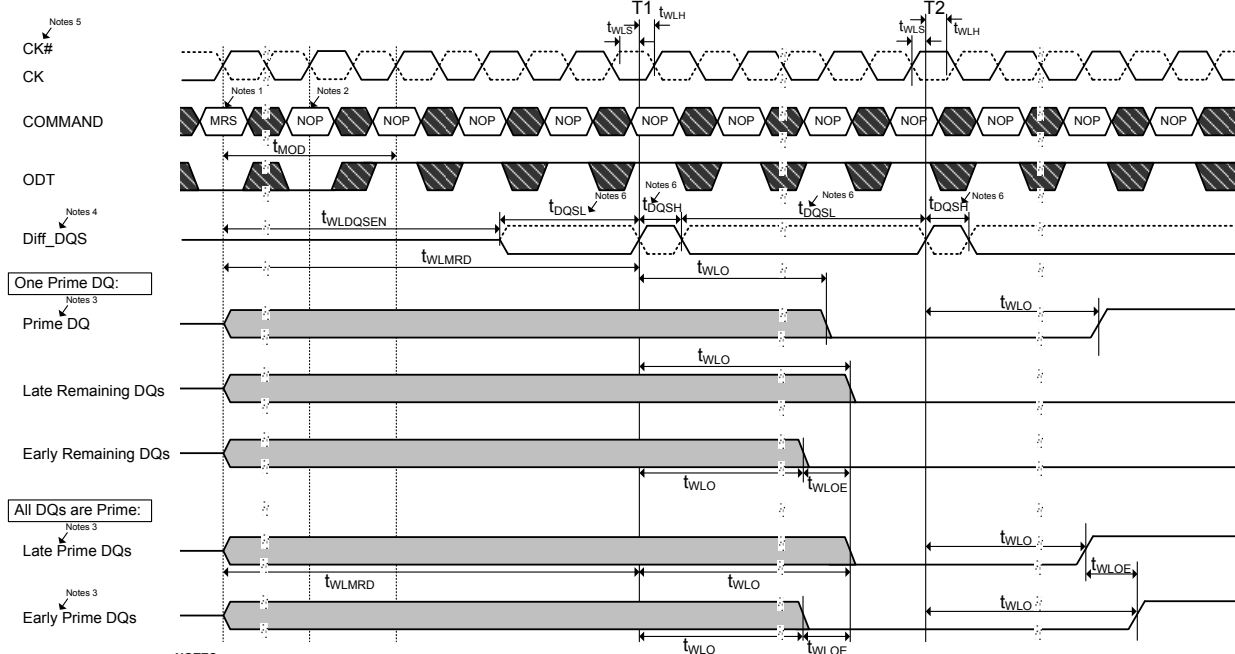 T1 T2
Notes 5 tWLS tWLH tWLS tWLH
CK#
CK
Notes 1 Notes 2
COMMAND MRS NOP NOP NOP NOP NOP NOP NOP NOP NOP NOP NOP
tMOD
ODT
Notes 4 tWLDQSEN tDQSL Notes 6 tDQSH Notes 6 tDQSL Notes 6 tDQSH Notes 6
Diff_DQS
tWLMRD
tWLO
One Prime DQ:
Notes 3
Prime DQ
tWLO
tWLO
Late Remaining DQs
Early Remaining DQs
tWLO tWLOE
All DQs are Prime:
Notes 3
Late Prime DQs
tWLO
tWLMRD tWLO tWLOE
Notes 3
Early Prime DQs
tWLO
tWLO tWLOE